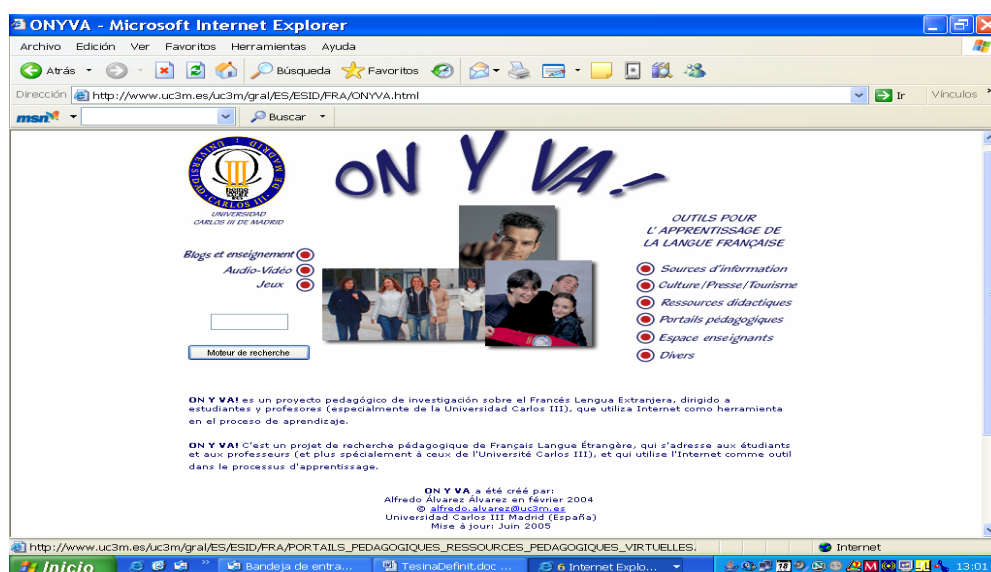 ONYVA - Microsoft Internet Explorer
Archivo Edición Ver Favoritos Herramientas Ayuda
Atrás Búsqueda Favoritos
Dirección http://www.uc3m.es/uc3m/gral/ES/ESID/FRA/ONYVA.html Ir Vínculos »
msn Buscar
UNIVERSIDAD · CARLOS III · DE MADRID
ON Y VA.-
UNIVERSIDAD
CARLOS III DE MADRID
OUTILS POUR
L' APPRENTISSAGE DE
LA LANGUE FRANÇAISE
Blogs et enseignement
Audio-Vidéo
Jeux
Sources d'information
Culture/Presse/Tourisme
Ressources didactiques
Portails pédagogiques
Espace enseignants
Divers
Moteur de recherche
ON Y VA! es un proyecto pedagógico de investigación sobre el Francés Lengua Extranjera, dirigido a
estudiantes y profesores (especialmente de la Universidad Carlos III), que utiliza Internet como herramienta
en el proceso de aprendizaje.
ON Y VA! C'est un projet de recherche pédagogique de Français Langue Étrangère, qui s'adresse aux étudiants
et aux professeurs (et plus spécialement à ceux de l'Université Carlos III), et qui utilise l'Internet comme outil
dans le processus d'apprentissage.
ON Y VA a été créé par:
Alfredo Álvarez Álvarez en février 2004
© alfredo.alvarez@uc3m.es
Universidad Carlos III Madrid (España)
Mise à jour: Juin 2005
http://www.uc3m.es/uc3m/gral/ES/ESID/FRA/PORTAILS_PEDAGOGIQUES_RESSOURCES_PEDAGOGIQUES_VIRTUELLES. Internet
Inicio » Bandeja de entra... TesinaDefinit.doc ... 6 Internet Explo... 78 13:01